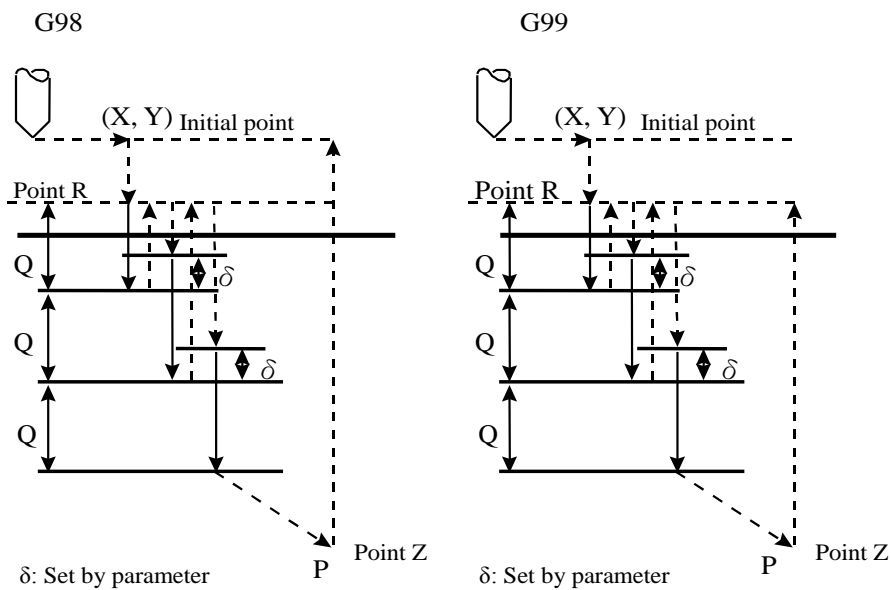 G98
(X, Y)
Initial point
Point R
Q
δ
Q
δ
Q
P
Point Z
δ: Set by parameter
G99
(X, Y)
Initial point
Point R
Q
δ
Q
δ
Q
P
Point Z
δ: Set by parameter